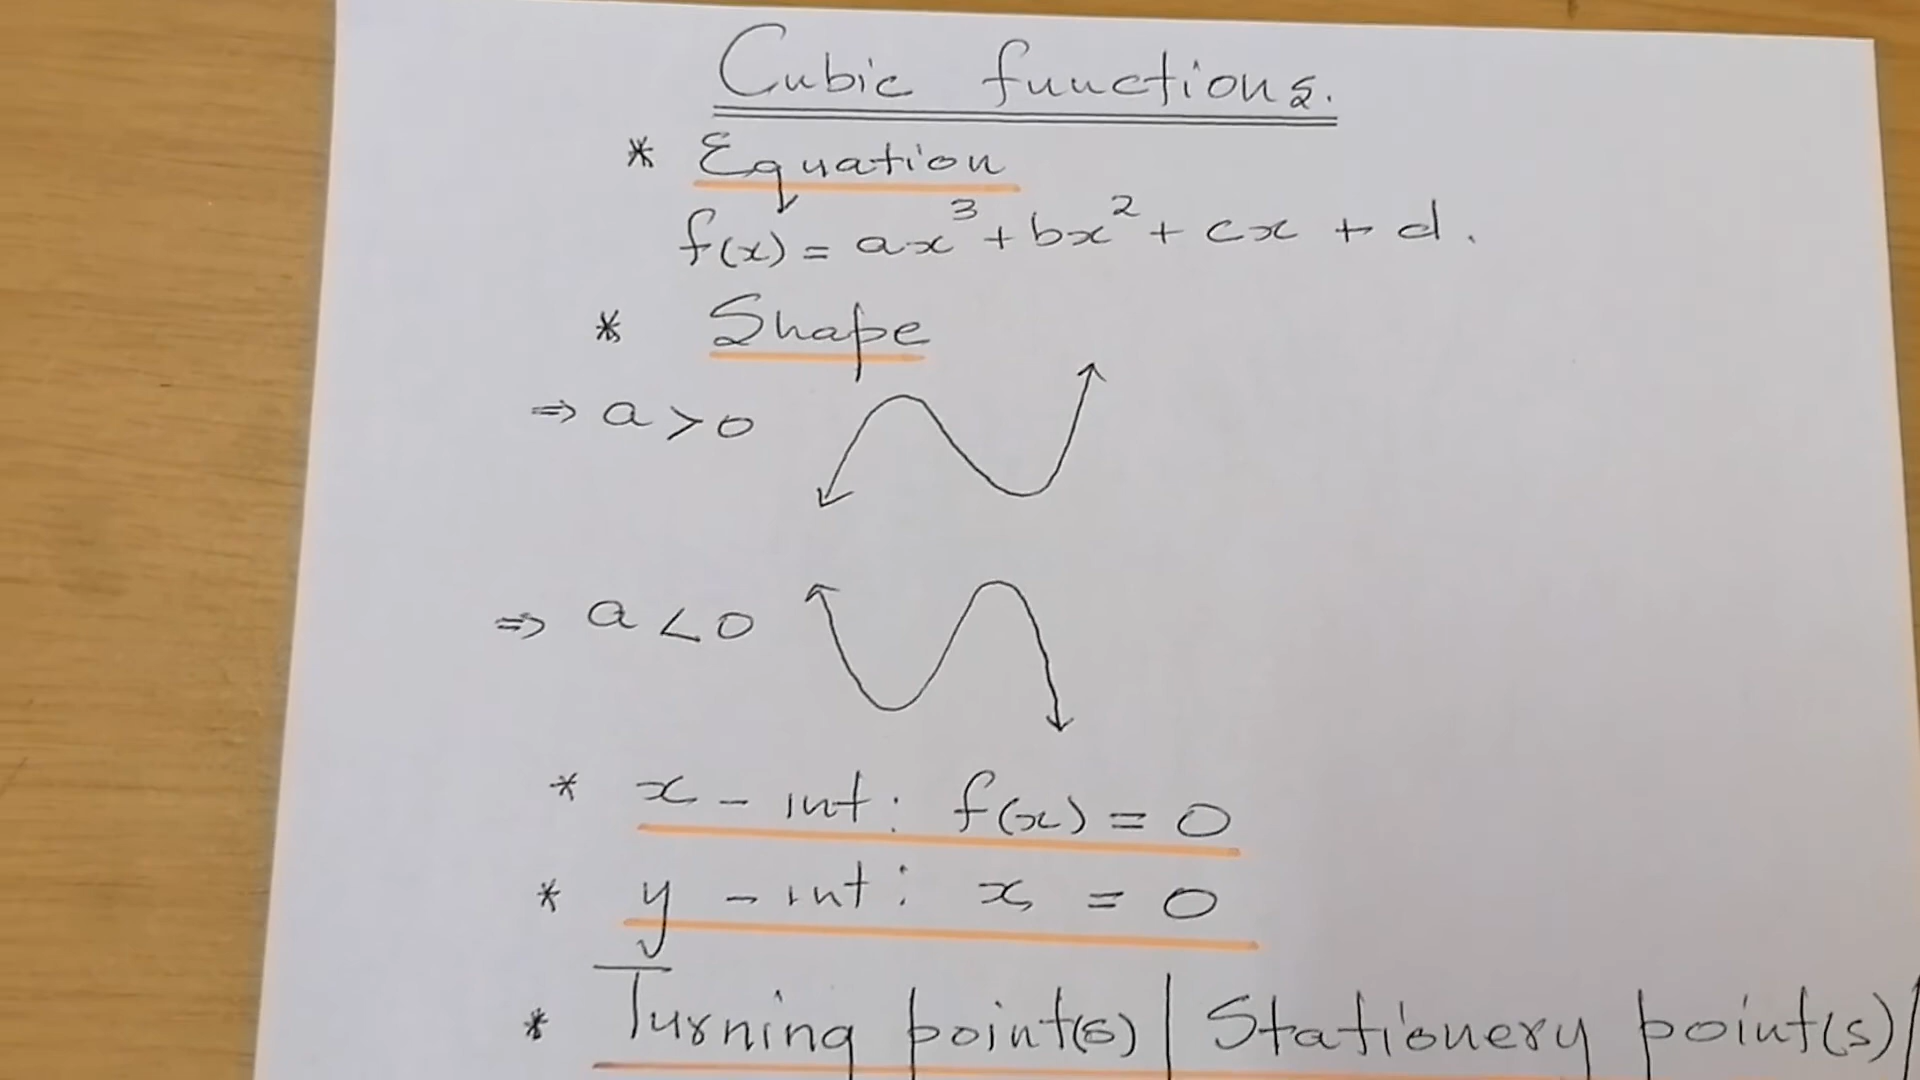 Cubic functions.
* Equation
f(x) = ax³ + bx² + cx + d.
* Shape
⇒ a > 0
⇒ a < 0
* x - int : f(x) = 0
* y - int : x = 0
* Turning point(s) | Stationery point(s) |